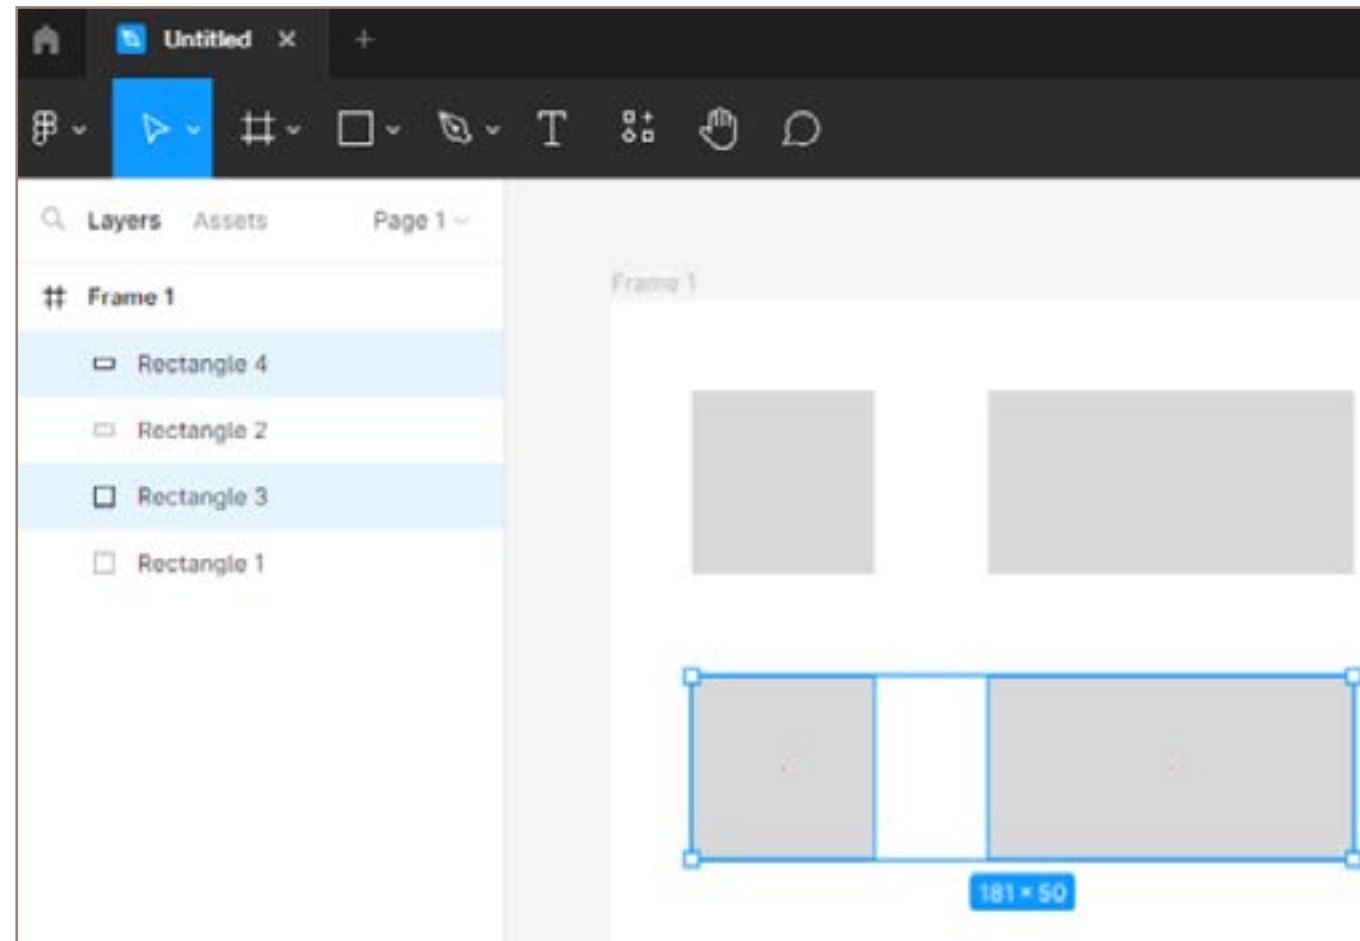 Untitled
Layers Assets Page 1
Frame 1
Rectangle 4
Rectangle 2
Rectangle 3
Rectangle 1
Frame 1
181 × 50